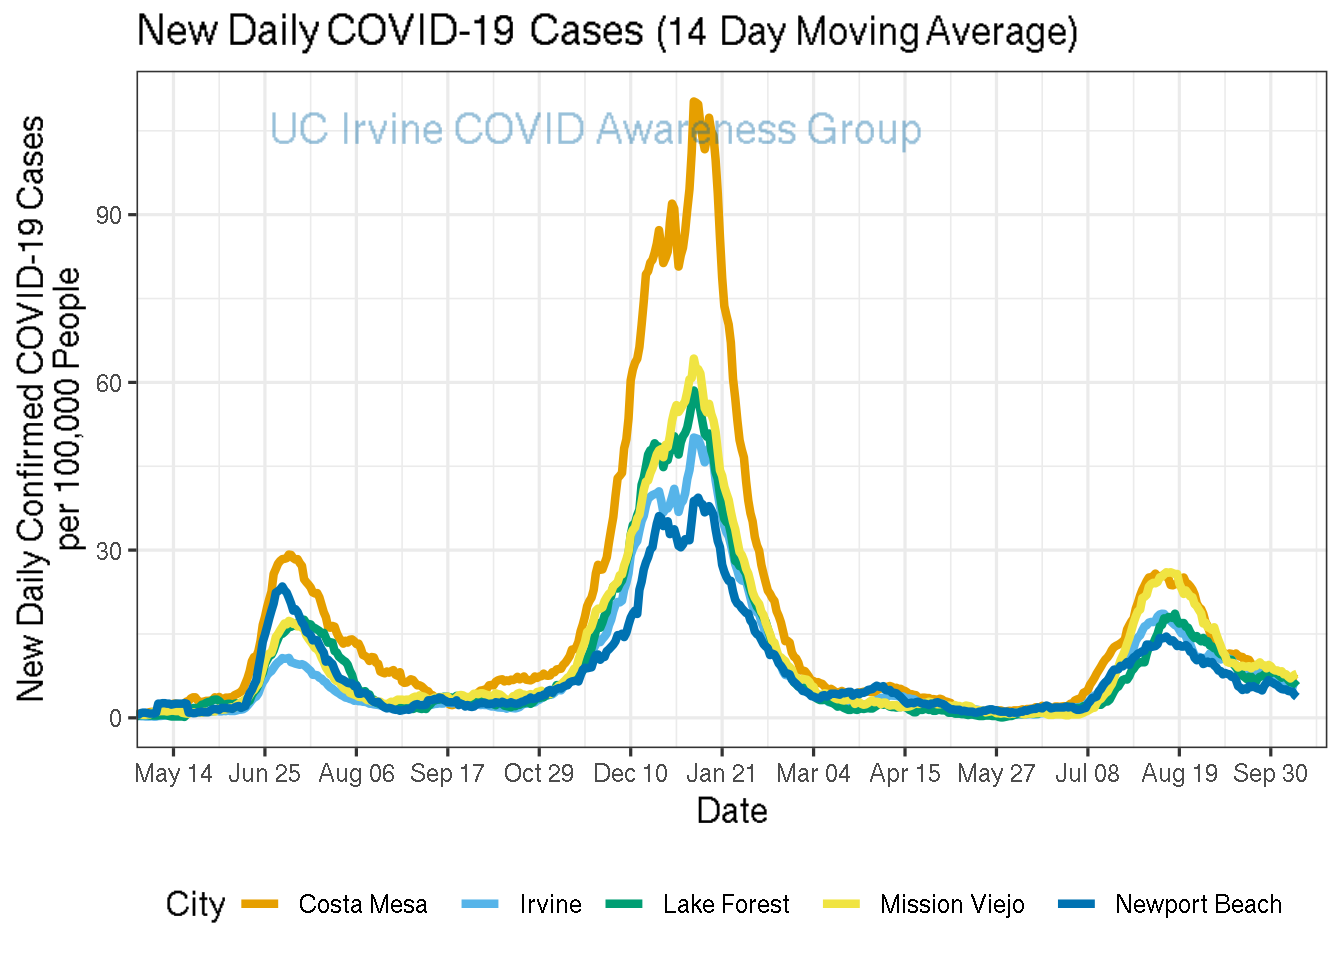 New Daily COVID-19 Cases (14 Day Moving Average)
UC Irvine COVID Awareness Group
New Daily Confirmed COVID-19 Cases
per 100,000 People
90
60
30
0
May 14 Jun 25 Aug 06 Sep 17 Oct 29 Dec 10 Jan 21 Mar 04 Apr 15 May 27 Jul 08 Aug 19 Sep 30
Date
City Costa Mesa Irvine Lake Forest Mission Viejo Newport Beach